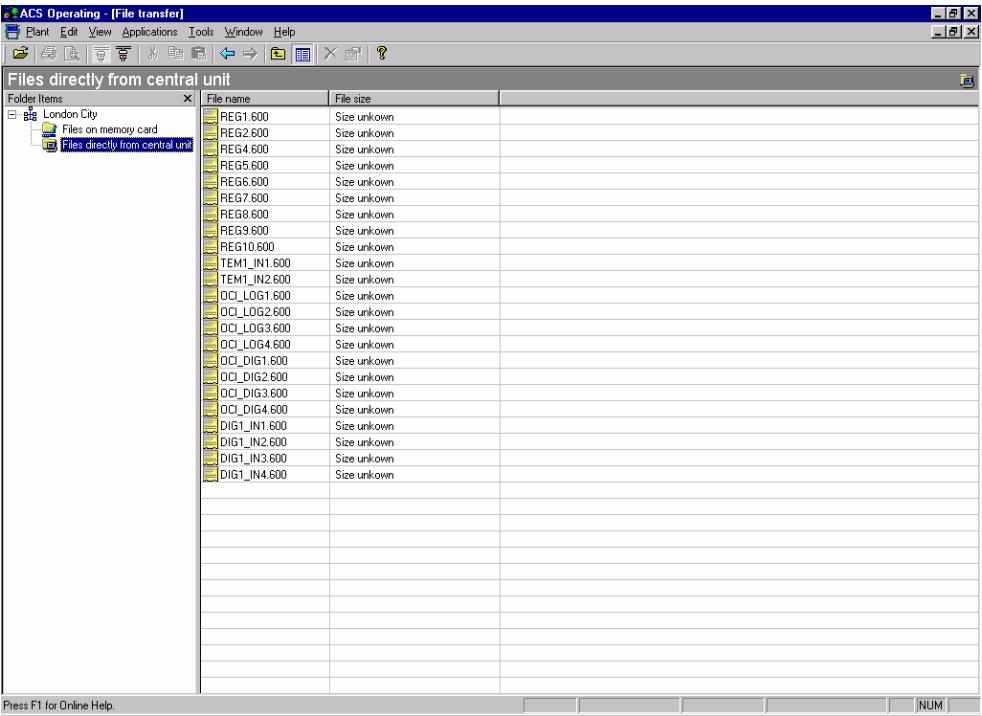 ACS Operating - [File transfer]
Plant Edit View Applications Tools Window Help
Files directly from central unit
Folder Items
London City
Files on memory card
Files directly from central unit
File name File size
REG1.600 Size unkown
REG2.600 Size unkown
REG4.600 Size unkown
REG5.600 Size unkown
REG6.600 Size unkown
REG7.600 Size unkown
REG8.600 Size unkown
REG9.600 Size unkown
REG10.600 Size unkown
TEM1_IN1.600 Size unkown
TEM1_IN2.600 Size unkown
OCI_LOG1.600 Size unkown
OCI_LOG2.600 Size unkown
OCI_LOG3.600 Size unkown
OCI_LOG4.600 Size unkown
OCI_DIG1.600 Size unkown
OCI_DIG2.600 Size unkown
OCI_DIG3.600 Size unkown
OCI_DIG4.600 Size unkown
DIG1_IN1.600 Size unkown
DIG1_IN2.600 Size unkown
DIG1_IN3.600 Size unkown
DIG1_IN4.600 Size unkown
Press F1 for Online Help. NUM